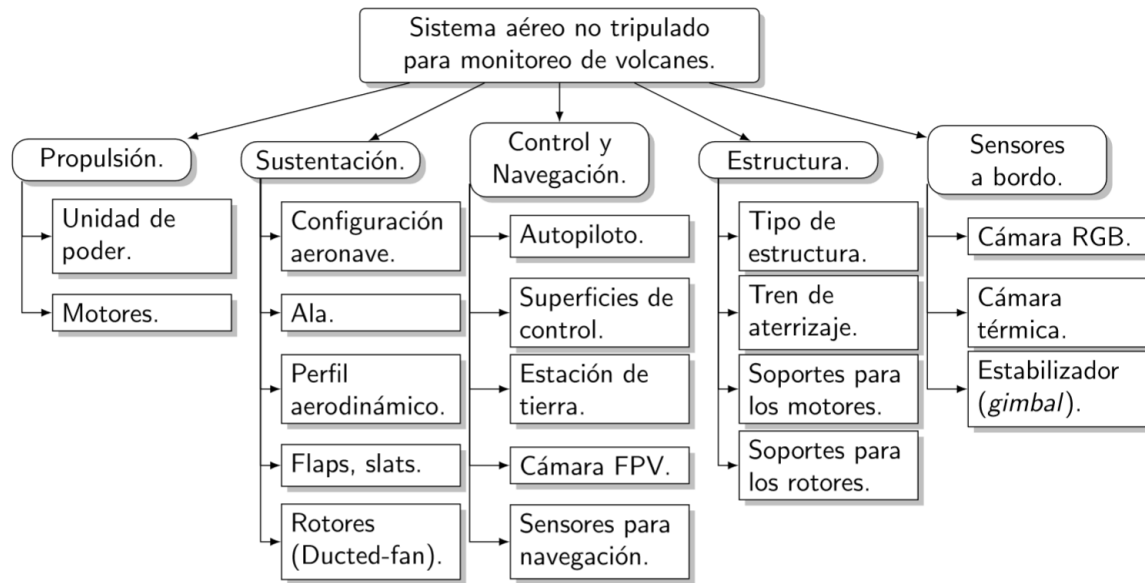 Sistema aéreo no tripulado
para monitoreo de volcanes.
Propulsión.
Unidad de
poder.
Motores.
Sustentación.
Configuración
aeronave.
Ala.
Perfil
aerodinámico.
Flaps, slats.
Rotores
(Ducted-fan).
Control y
Navegación.
Autopiloto.
Superficies de
control.
Estación de
tierra.
Cámara FPV.
Sensores para
navegación.
Estructura.
Tipo de
estructura.
Tren de
aterrizaje.
Soportes para
los motores.
Soportes para
los rotores.
Sensores
a bordo.
Cámara RGB.
Cámara
térmica.
Estabilizador
(gimbal).